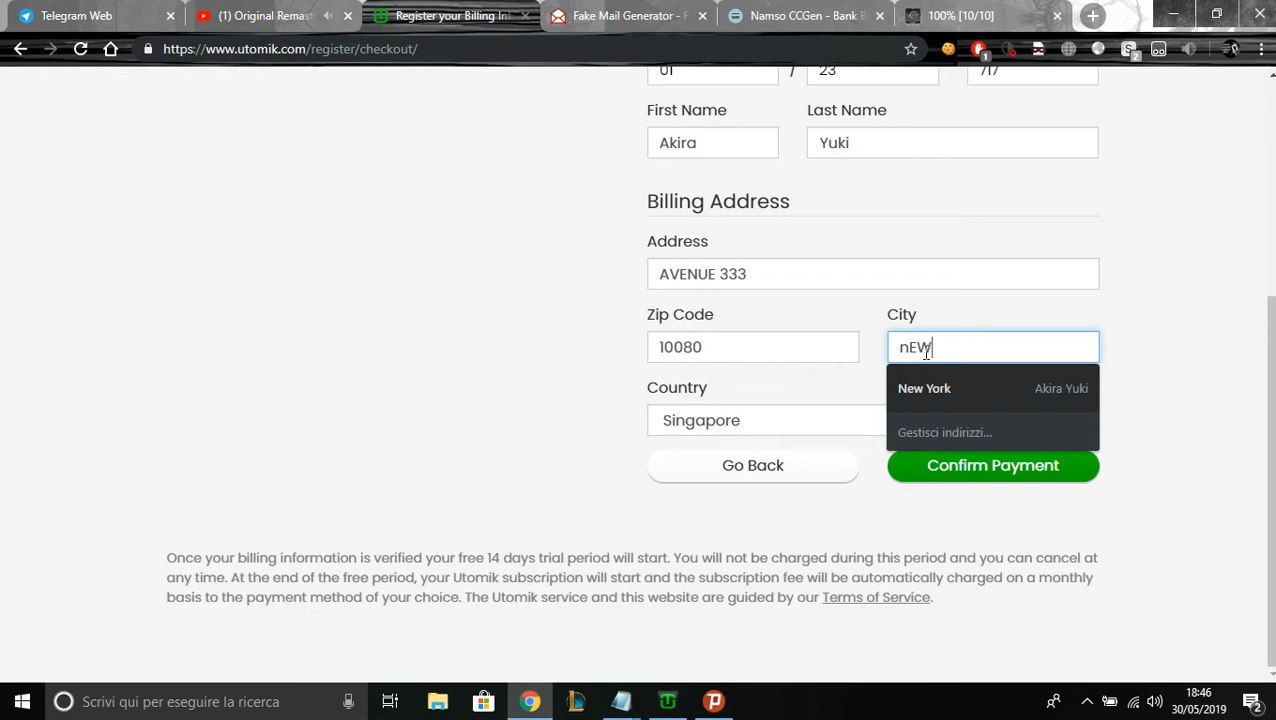 Telegram Web
(1) Original Remast
Register your Billing In
Fake Mail Generator -
Namso CCGen - Bank
100% [10/10]
https://www.utomik.com/register/checkout/
1
2
01 / 23 717
First Name Last Name
Akira Yuki
Billing Address
Address
AVENUE 333
Zip Code City
10080 nEW
New York Akira Yuki
Gestisci indirizzi...
Country
Singapore
Go Back Confirm Payment
Once your billing information is verified your free 14 days trial period will start. You will not be charged during this period and you can cancel at
any time. At the end of the free period, your Utomik subscription will start and the subscription fee will be automatically charged on a monthly
basis to the payment method of your choice. The Utomik service and this website are guided by our Terms of Service.
Scrivi qui per eseguire la ricerca
18:46
30/05/2019
2